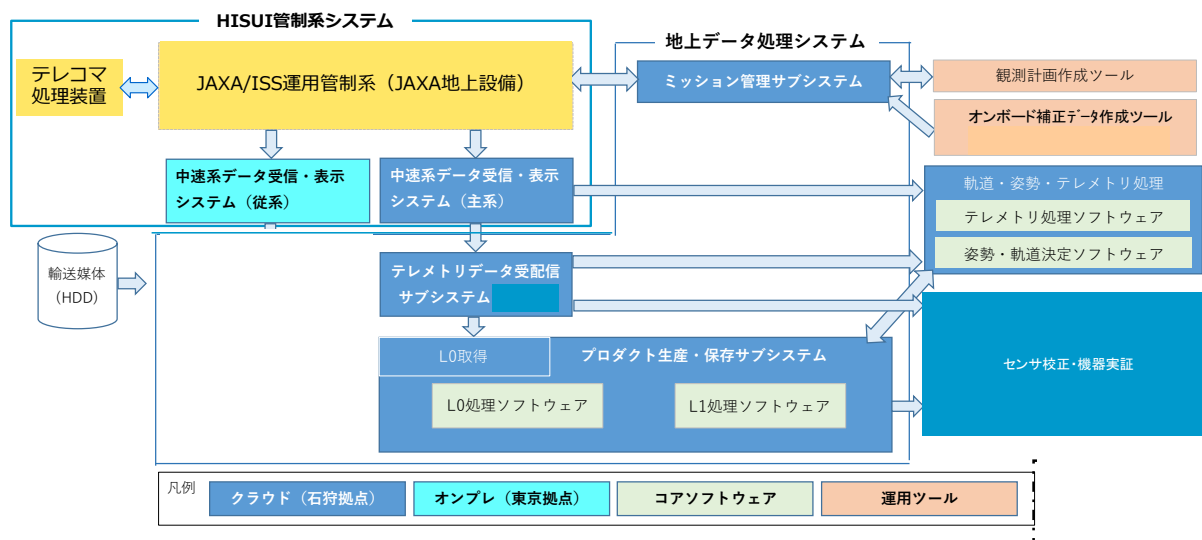 HISUI管制系システム
地上データ処理システム
テレコマ
処理装置
JAXA/ISS運用管制系（JAXA地上設備）
ミッション管理サブシステム
観測計画作成ツール
オンボード補正データ作成ツール
中速系データ受信・表示
システム（従系）
中速系データ受信・表示
システム（主系）
軌道・姿勢・テレメトリ処理
テレメトリ処理ソフトウェア
姿勢・軌道決定ソフトウェア
輸送媒体
（HDD）
テレメトリデータ受配信
サブシステム
L0取得
プロダクト生産・保存サブシステム
L0処理ソフトウェア
L1処理ソフトウェア
センサ校正・機器実証
凡例
クラウド（石狩拠点）
オンプレ（東京拠点）
コアソフトウェア
運用ツール